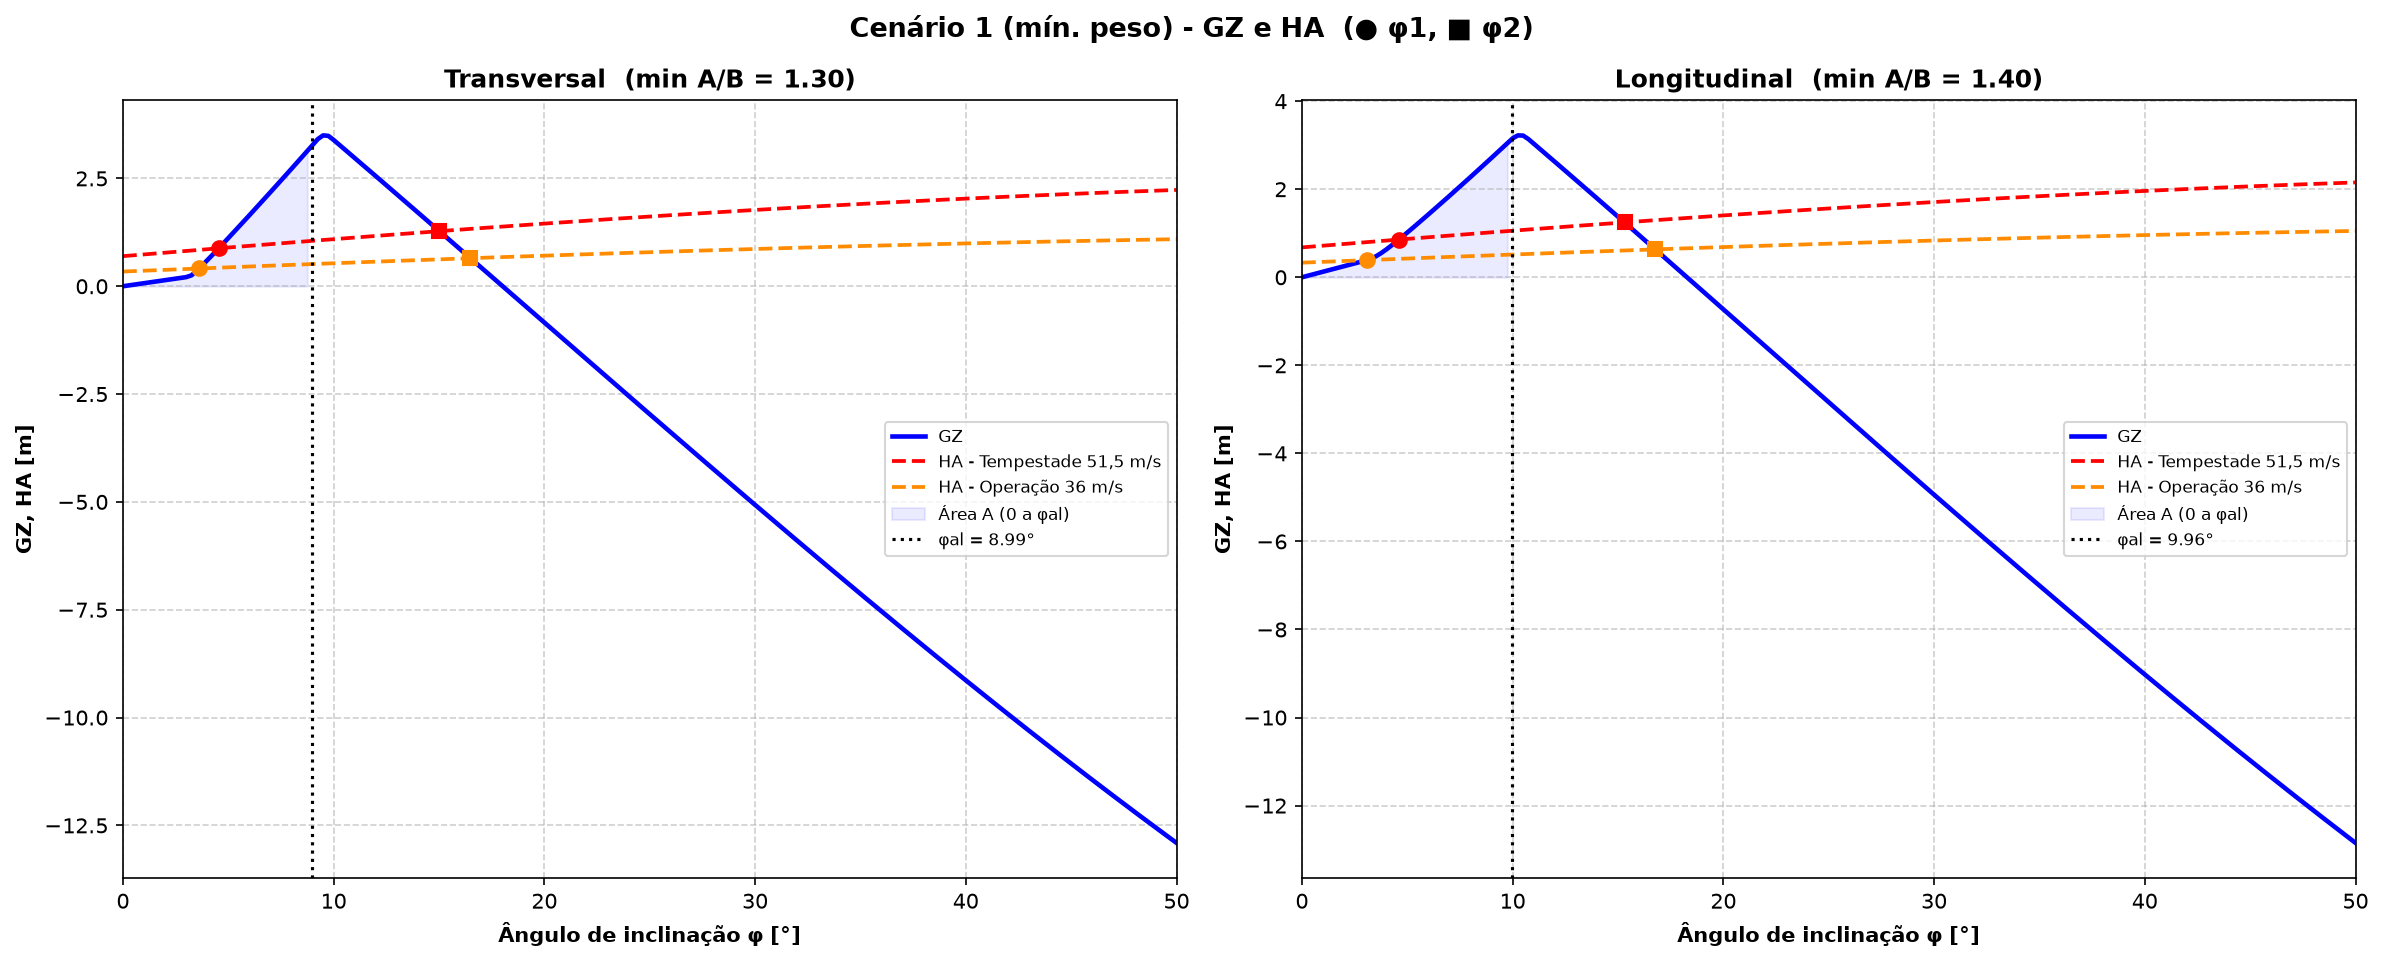 Cenário 1 (mín. peso) - GZ e HA (● φ1, ■ φ2)
Transversal (min A/B = 1.30)
GZ, HA [m]
2.5
0.0
−2.5
−5.0
−7.5
−10.0
−12.5
0
10
20
30
40
50
Ângulo de inclinação φ [°]
GZ
HA - Tempestade 51,5 m/s
HA - Operação 36 m/s
Área A (0 a φal)
φal = 8.99°
Longitudinal (min A/B = 1.40)
GZ, HA [m]
4
2
0
−2
−4
−6
−8
−10
−12
0
10
20
30
40
50
Ângulo de inclinação φ [°]
GZ
HA - Tempestade 51,5 m/s
HA - Operação 36 m/s
Área A (0 a φal)
φal = 9.96°